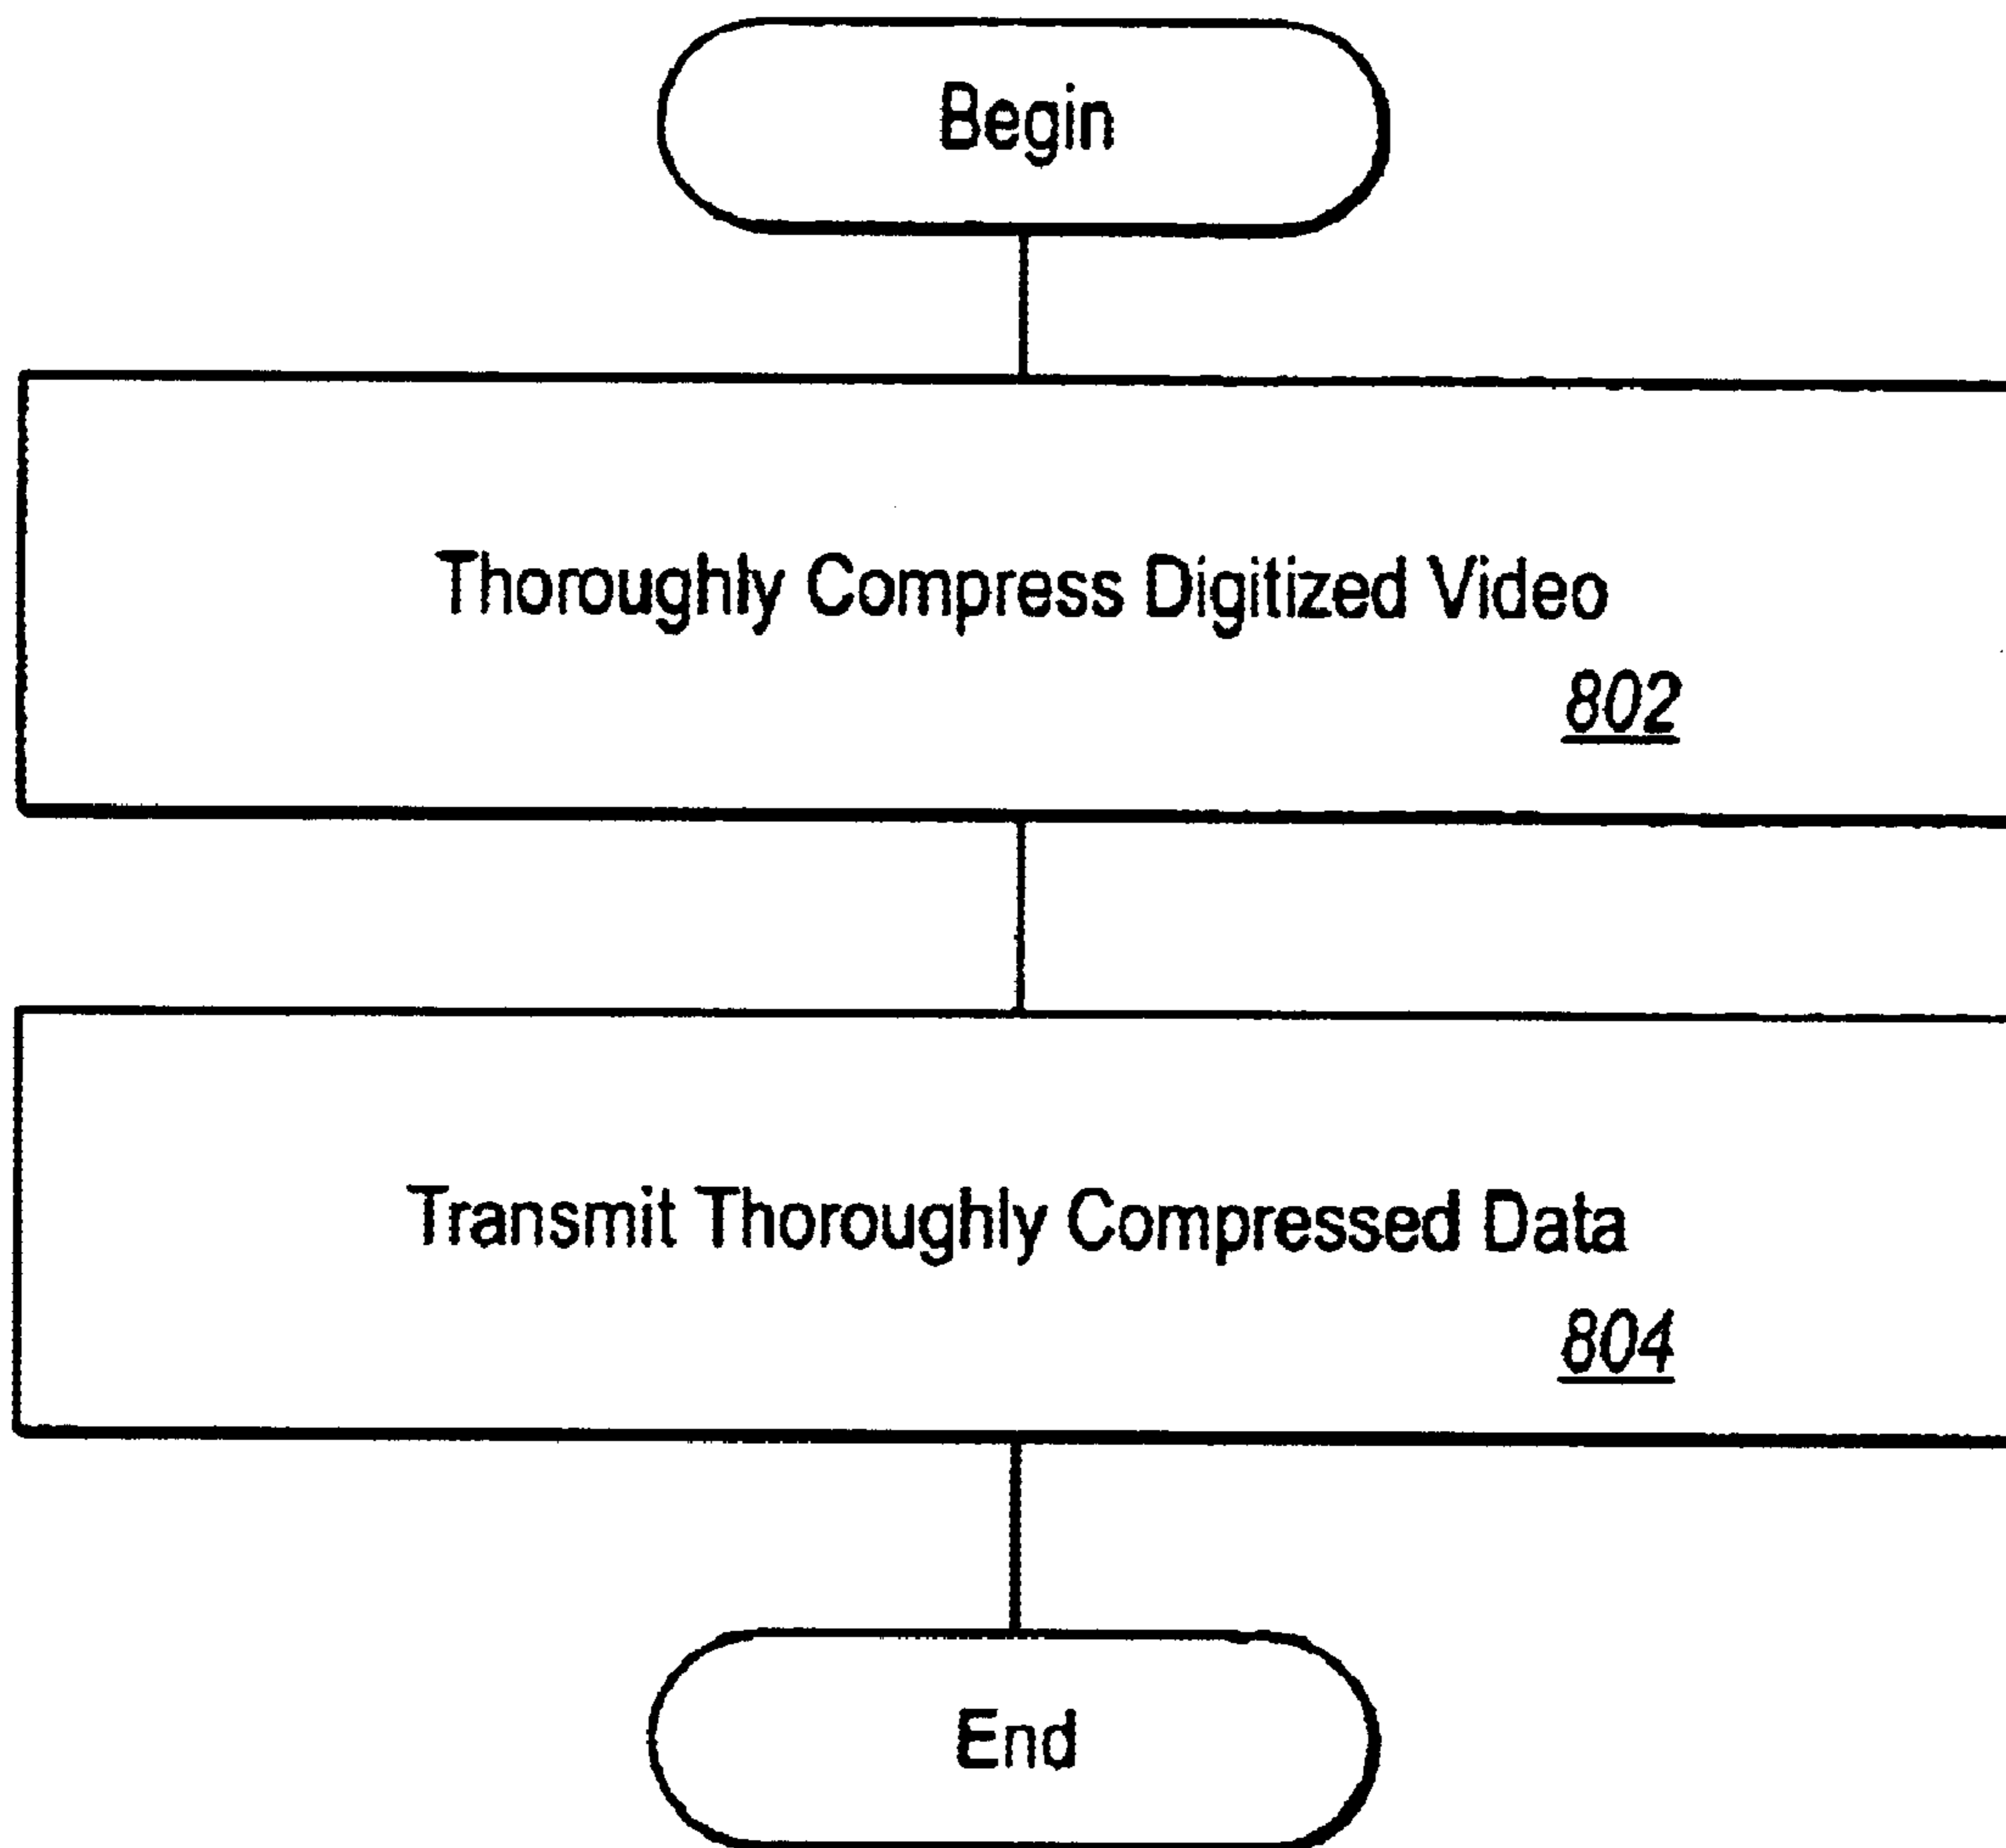 Begin
Thoroughly Compress Digitized Video
802
Transmit Thoroughly Compressed Data
804
End